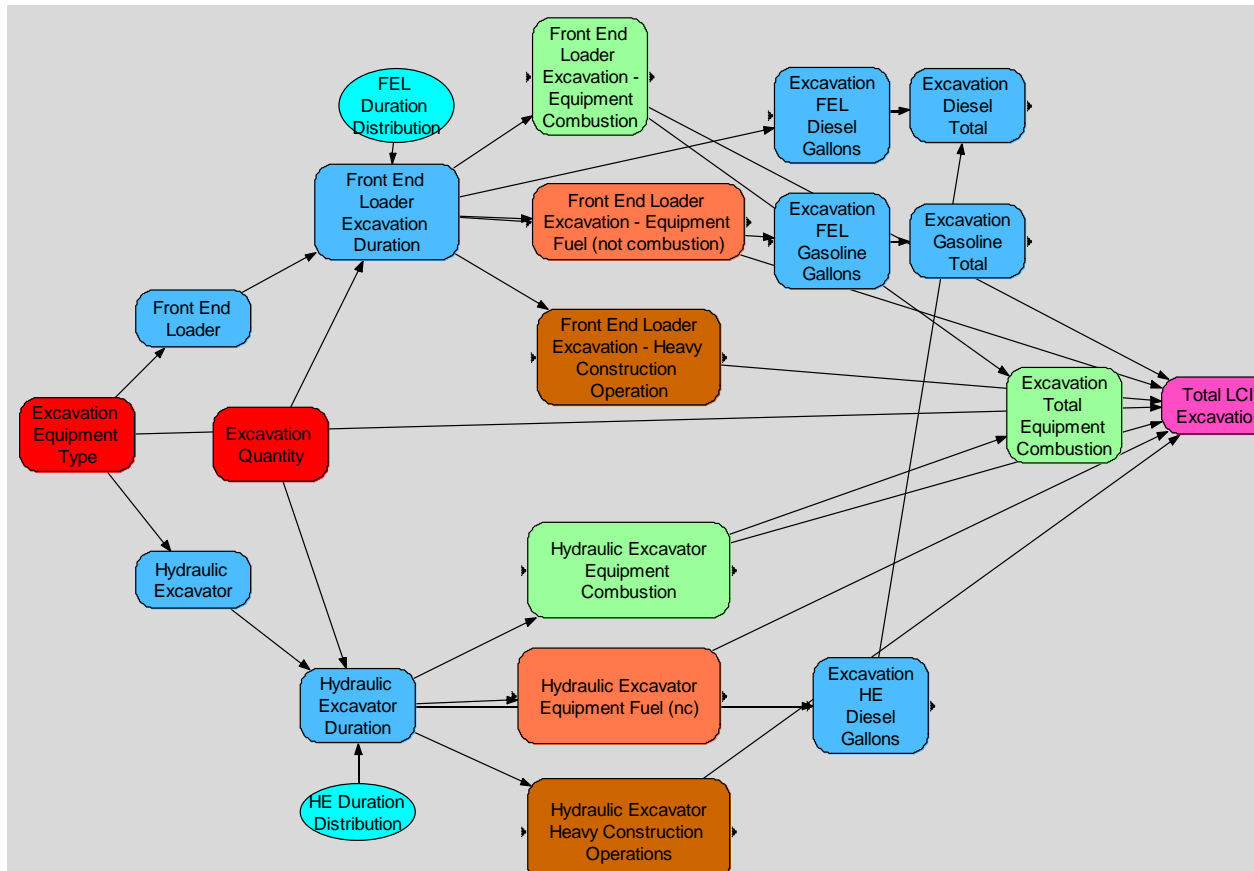 Front End
Loader
Excavation -
Equipment
Combustion
FEL
Duration
Distribution
Excavation
FEL
Diesel
Gallons
Excavation
Diesel
Total
Front End
Loader
Excavation
Duration
Front End Loader
Excavation - Equipment
Fuel (not combustion)
Excavation
FEL
Gasoline
Gallons
Excavation
Gasoline
Total
Front End
Loader
Front End Loader
Excavation - Heavy
Construction
Operation
Excavation
Equipment
Type
Excavation
Quantity
Excavation
Total
Equipment
Combustion
Total LCI
Excavatio
Hydraulic
Excavator
Hydraulic Excavator
Equipment
Combustion
Hydraulic
Excavator
Duration
Hydraulic Excavator
Equipment Fuel (nc)
Excavation
HE
Diesel
Gallons
HE Duration
Distribution
Hydraulic Excavator
Heavy Construction
Operations